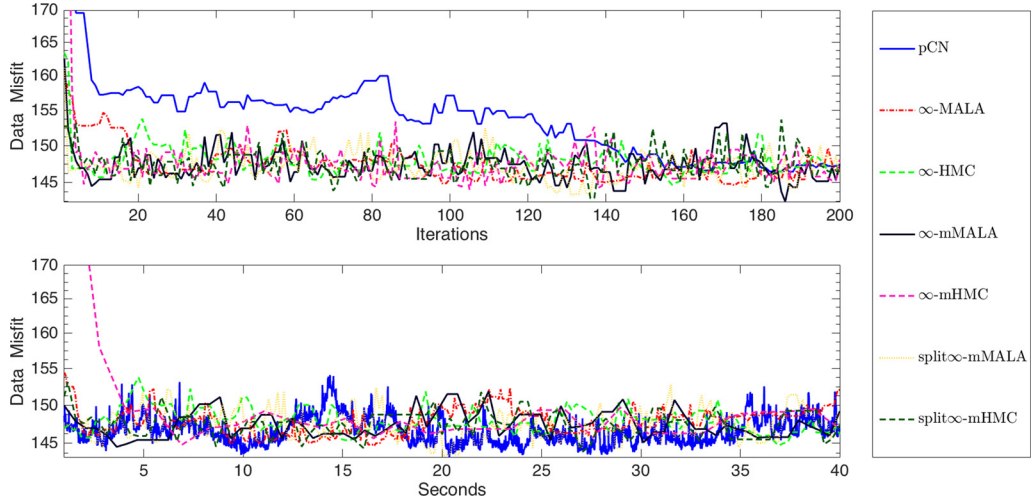 170
165
160
155
150
145
Data Misfit
20
40
60
80
100
120
140
160
180
200
Iterations
170
165
160
155
150
145
Data Misfit
5
10
15
20
25
30
35
40
Seconds
pCN
∞-MALA
∞-HMC
∞-mMALA
∞-mHMC
split∞-mMALA
split∞-mHMC